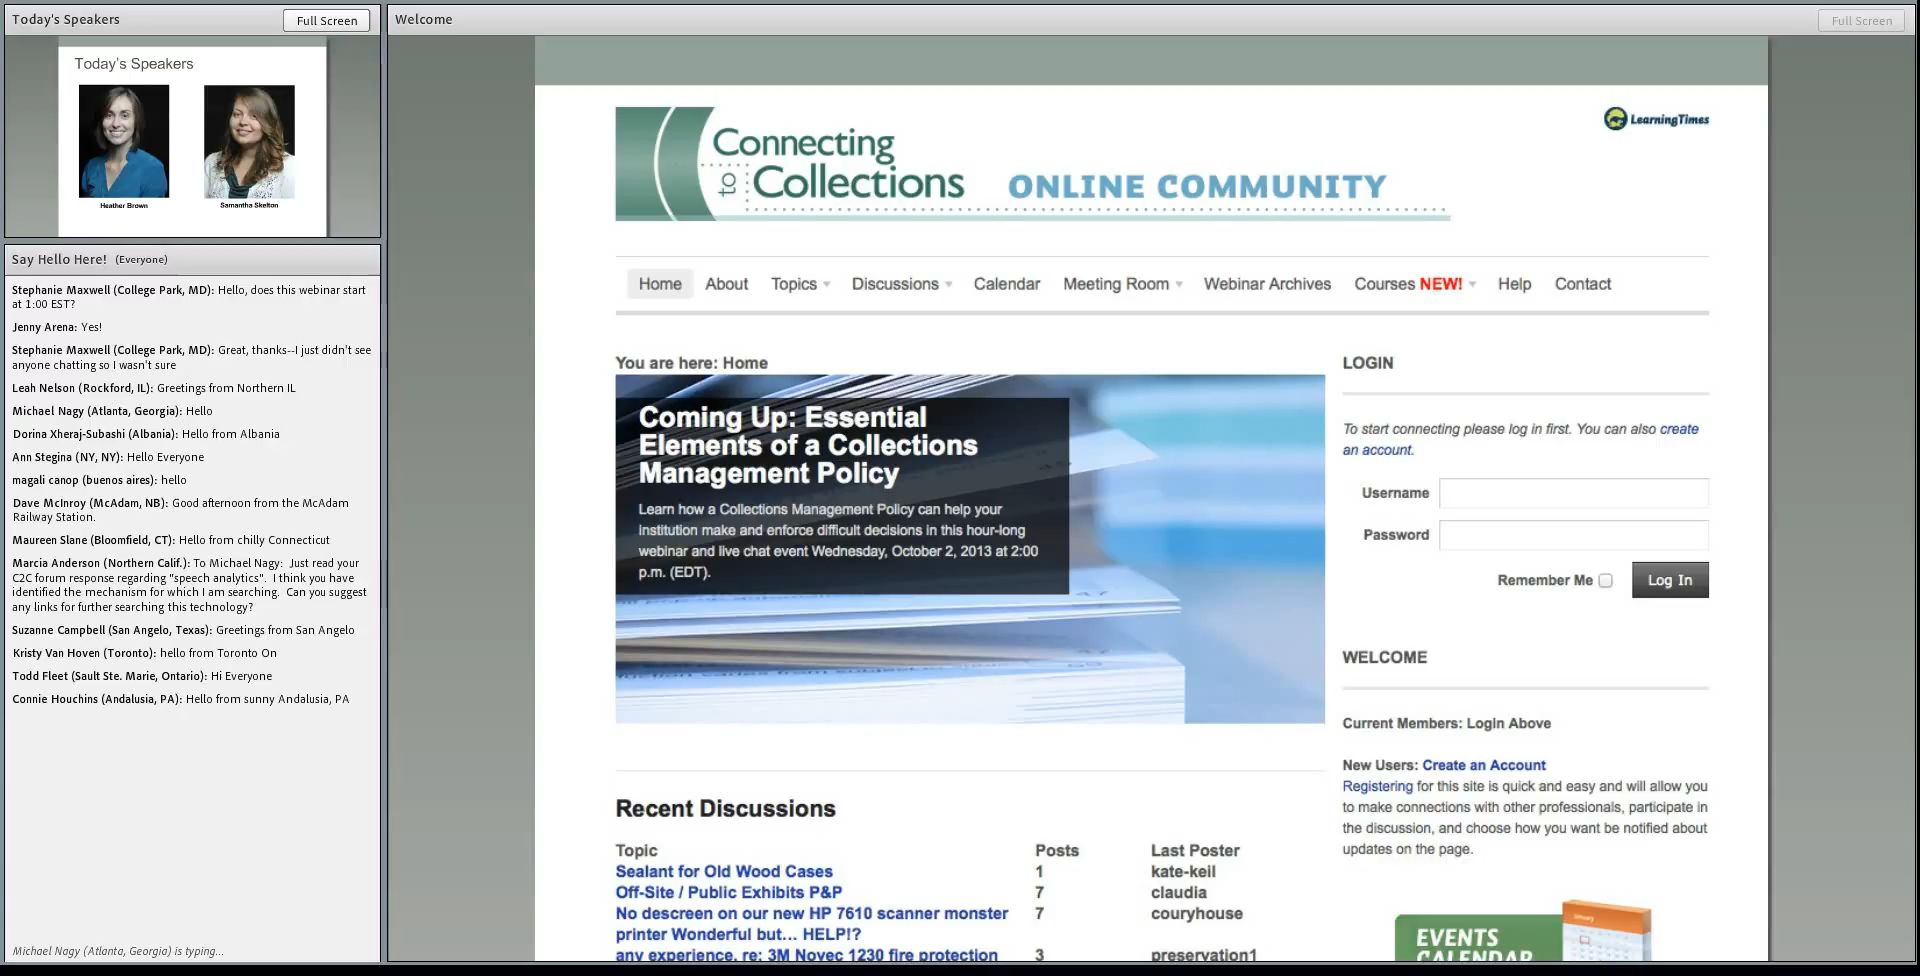 Today's Speakers
Full Screen
Today's Speakers
Heather Brown
Samantha Skelton
Say Hello Here! (Everyone)
Stephanie Maxwell (College Park, MD): Hello, does this webinar start
at 1:00 EST?
Jenny Arena: Yes!
Stephanie Maxwell (College Park, MD): Great, thanks--I just didn't see
anyone chatting so I wasn't sure
Leah Nelson (Rockford, IL): Greetings from Northern IL
Michael Nagy (Atlanta, Georgia): Hello
Dorina Xheraj-Subashi (Albania): Hello from Albania
Ann Stegina (NY, NY): Hello Everyone
magali canop (buenos aires): hello
Dave McInroy (McAdam, NB): Good afternoon from the McAdam
Railway Station.
Maureen Slane (Bloomfield, CT): Hello from chilly Connecticut
Marcia Anderson (Northern Calif.): To Michael Nagy: Just read your
C2C forum response regarding "speech analytics". I think you have
identified the mechanism for which I am searching. Can you suggest
any links for further searching this technology?
Suzanne Campbell (San Angelo, Texas): Greetings from San Angelo
Kristy Van Hoven (Toronto): hello from Toronto On
Todd Fleet (Sault Ste. Marie, Ontario): Hi Everyone
Connie Houchins (Andalusia, PA): Hello from sunny Andalusia, PA
Michael Nagy (Atlanta, Georgia) is typing...
Welcome
Full Screen
Connecting
to Collections ONLINE COMMUNITY
LearningTimes
Home About Topics Discussions Calendar Meeting Room Webinar Archives Courses NEW! Help Contact
You are here: Home
Coming Up: Essential
Elements of a Collections
Management Policy
Learn how a Collections Management Policy can help your
institution make and enforce difficult decisions in this hour-long
webinar and live chat event Wednesday, October 2, 2013 at 2:00
p.m. (EDT).
Recent Discussions
Topic Posts Last Poster
Sealant for Old Wood Cases 1 kate-keil
Off-Site / Public Exhibits P&P 7 claudia
No descreen on our new HP 7610 scanner monster 7 couryhouse
printer Wonderful but... HELP!?
any experience, re: 3M Novec 1230 fire protection 3 preservation1
LOGIN
To start connecting please log in first. You can also create
an account.
Username
Password
Remember Me
Log In
WELCOME
Current Members: Login Above
New Users: Create an Account
Registering for this site is quick and easy and will allow you
to make connections with other professionals, participate in
the discussion, and choose how you want be notified about
updates on the page.
EVENTS
CALENDAR
January